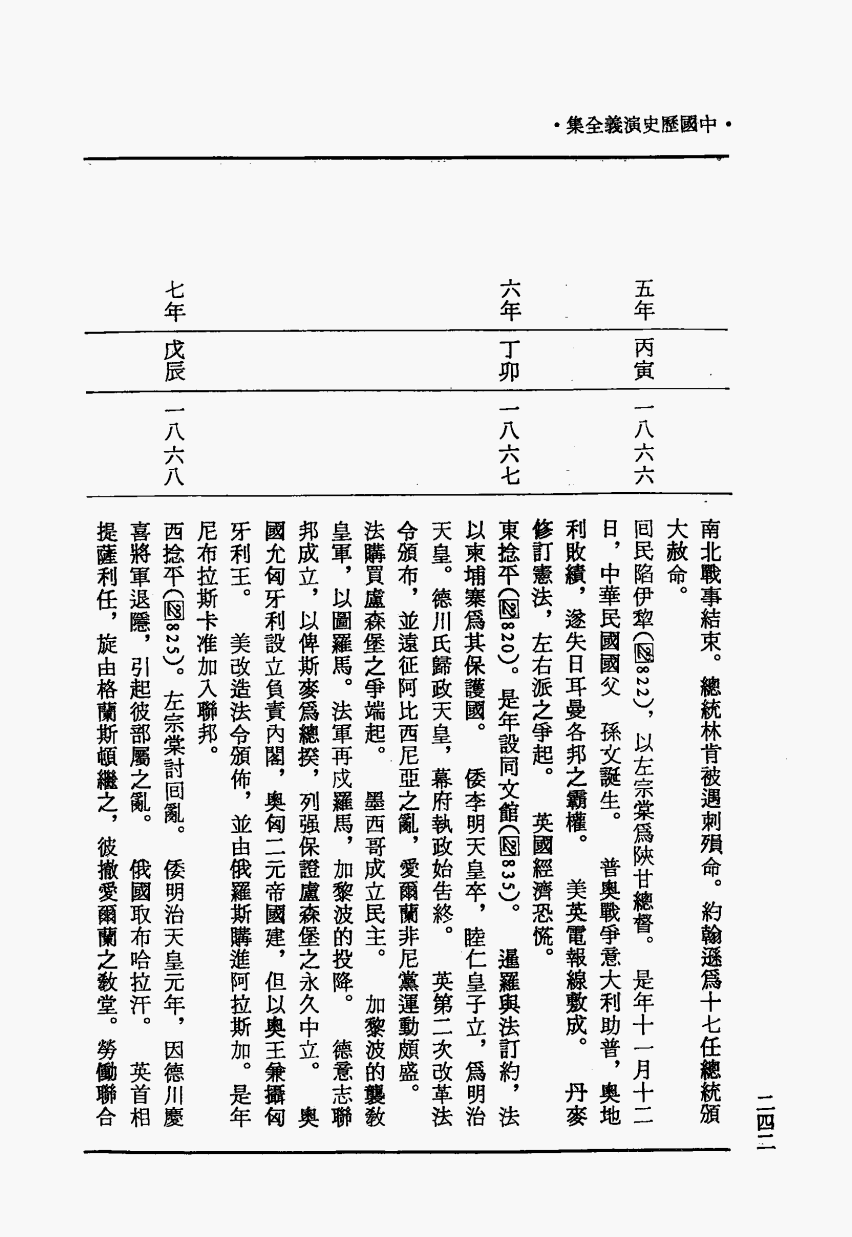 ·中國歷史演義全集·
二四二
南北戰事結束。總統林肯被遇刺殞命。約翰遜爲十七任總統頒
大赦命。
五年 丙寅 一八六六 回民陷伊犂(822)，以左宗棠爲陝甘總督。 是年十一月十二
日，中華民國國父 孫文誕生。 普奧戰爭意大利助普，奧地
利敗績，遂失日耳曼各邦之霸權。 美英電報線敷成。 丹麥
修訂憲法，左右派之爭起。 英國經濟恐慌。
六年 丁卯 一八六七 東捻平(820)。是年設同文館(835)。 暹羅與法訂約，法
以柬埔寨爲其保護國。 倭孝明天皇卒，睦仁皇子立，爲明治
天皇。德川氏歸政天皇，幕府執政始告終。 英第二次改革法
令頒布，並遠征阿比西尼亞之亂，愛爾蘭非尼黨運動頗盛。
法購買盧森堡之爭端起。 墨西哥成立民主。 加黎波的襲敎
皇軍，以圖羅馬。法軍再戍羅馬，加黎波的投降。 德意志聯
邦成立，以俾斯麥爲總揆，列强保證盧森堡之永久中立。 奧
國允匈牙利設立負責內閣，奧匈二元帝國建，但以奧王兼攝匈
牙利王。 美改造法令頒佈，並由俄羅斯購進阿拉斯加。是年
尼布拉斯卡准加入聯邦。
七年 戊辰 一八六八 西捻平(825)。左宗棠討回亂。 倭明治天皇元年，因德川慶
喜將軍退隱，引起彼部屬之亂。 俄國取布哈拉汗。 英首相
提薩利任，旋由格蘭斯頓繼之，彼撤愛爾蘭之敎堂。勞働聯合